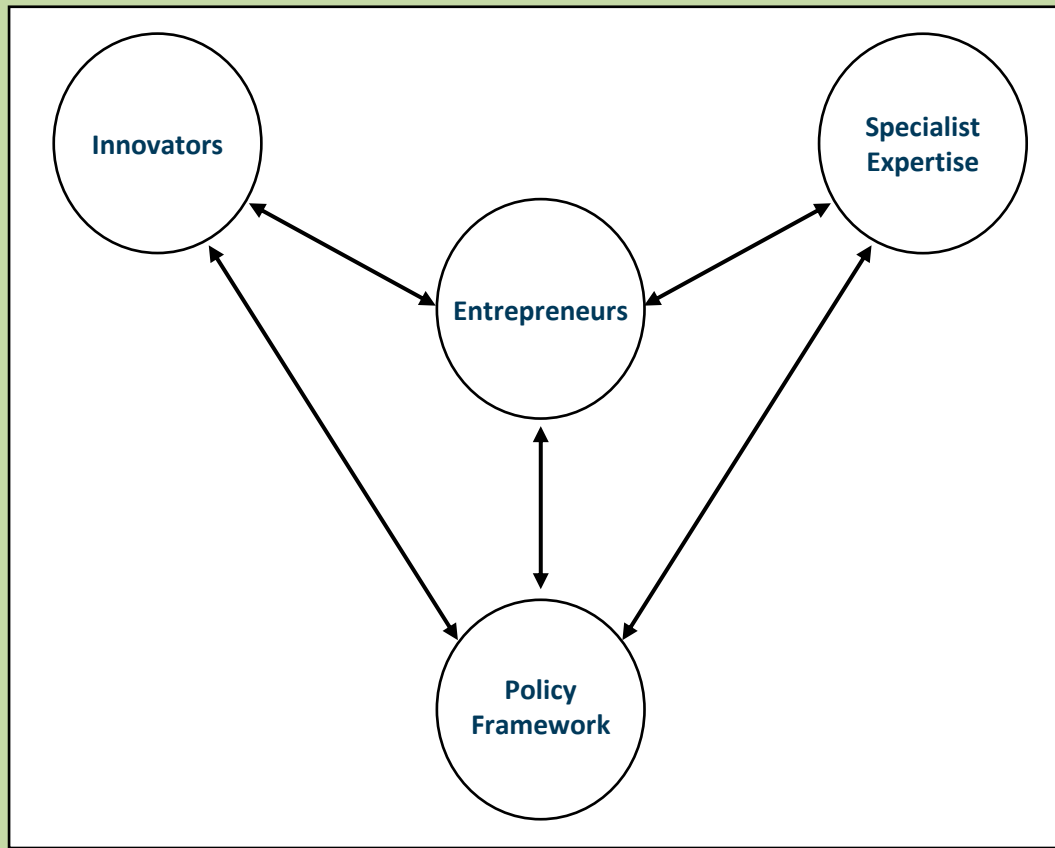 Innovators
Specialist
Expertise
Entrepreneurs
Policy
Framework